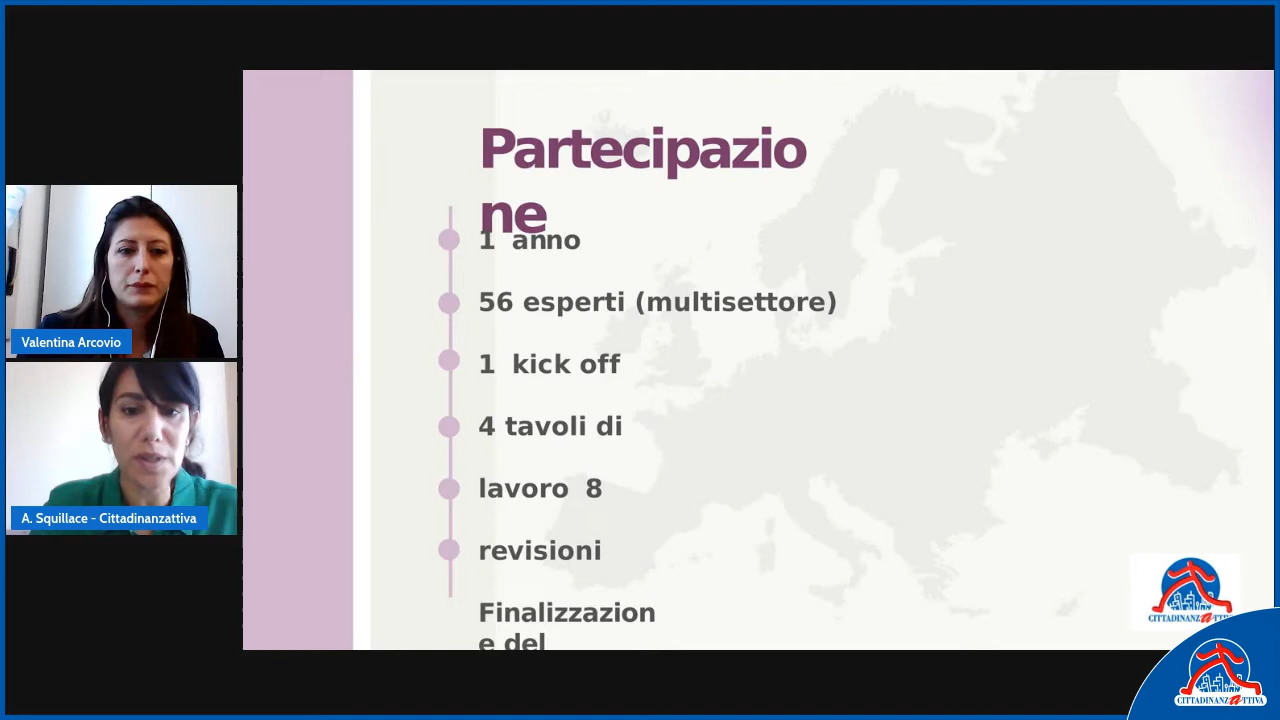 Partecipazio
ne
1 anno
56 esperti (multisettore)
1 kick off
4 tavoli di
lavoro 8
revisioni
Finalizzazion
e del
Valentina Arcovio
A. Squillace - Cittadinanzattiva
CITTADINANZATTIVA
CITTADINANZATTIVA